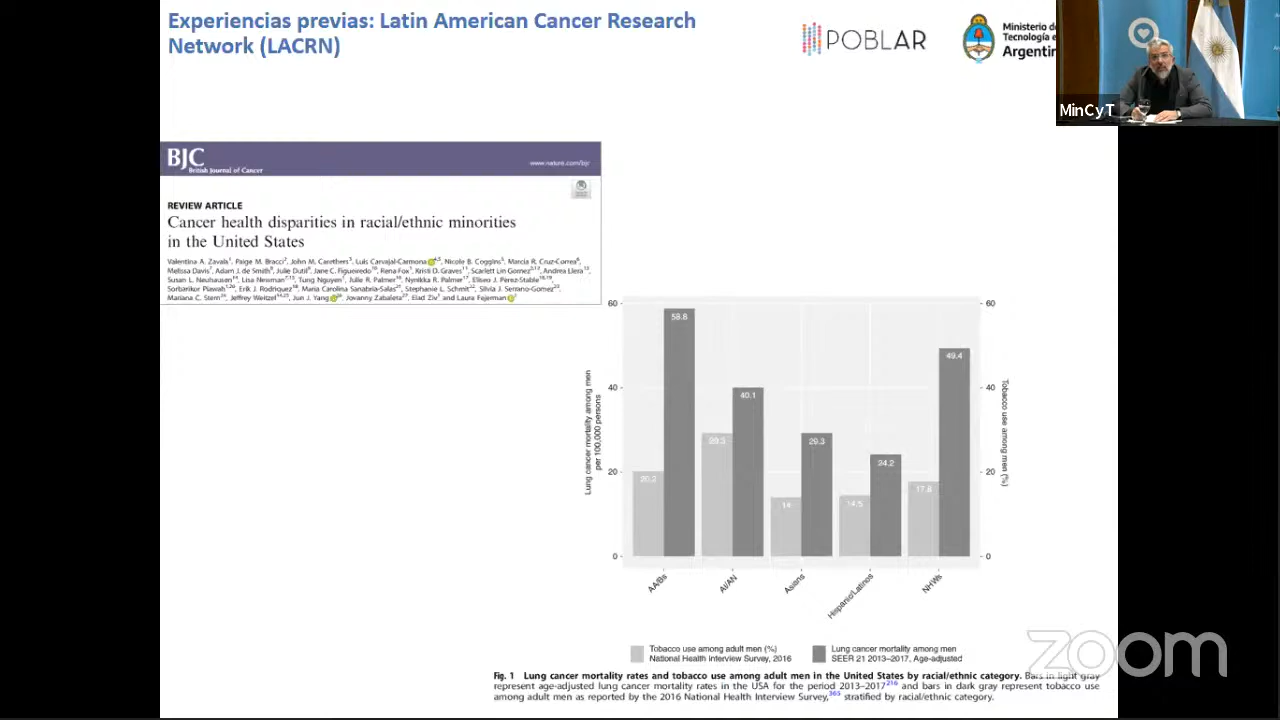 Experiencias previas: Latin American Cancer Research
Network (LACRN)
POBLAR
Ministerio de
Tecnología e
Argentin
MinCyT
BJC
British Journal of Cancer
www.nature.com/bjc
REVIEW ARTICLE
Cancer health disparities in racial/ethnic minorities
in the United States
Valentina A. Zavala, Paige M. Bracci, John M. Carethers, Luis Carvajal-Carmona, Nicole B. Coggins, Marcia R. Cruz-Correa,
Melissa Davis, Adam J. de Smith, Julie Dutil, Jane C. Figueiredo, Rena Fox, Kristi D. Graves, Scarlett Lin Gomez, Andrea Llera,
Susan L. Neuhausen, Lisa Newman, Tung Nguyen, Julie R. Palmer, Nynikka R. Palmer, Eliseo J. Pérez-Stable,
Sorbarikor Piawah, Erik J. Rodriquez, María Carolina Sanabria-Salas, Stephanie L. Schmit, Silvia J. Serrano-Gomez,
Mariana C. Stern, Jeffrey Weitzel, Jun J. Yang, Jovanny Zabaleta, Elad Ziv and Laura Fejerman
60
40
20
0
Lung cancer mortality among men
per 100,000 persons
20.2
58.8
29.3
40.1
14
29.3
14.5
24.2
17.8
49.4
60
40
20
0
Tobacco use among men (%)
AA/Bs
AI/AN
Asians
Hispanic/Latinos
NHWs
Tobacco use among adult men (%)
National Health Interview Survey, 2016
Lung cancer mortality among men
SEER 21 2013–2017, Age-adjusted
Fig. 1 Lung cancer mortality rates and tobacco use among adult men in the United States by racial/ethnic category. Bars in light gray
represent age-adjusted lung cancer mortality rates in the USA for the period 2013–2017 and bars in dark gray represent tobacco use
among adult men as reported by the 2016 National Health Interview Survey, stratified by racial/ethnic category.
zoom